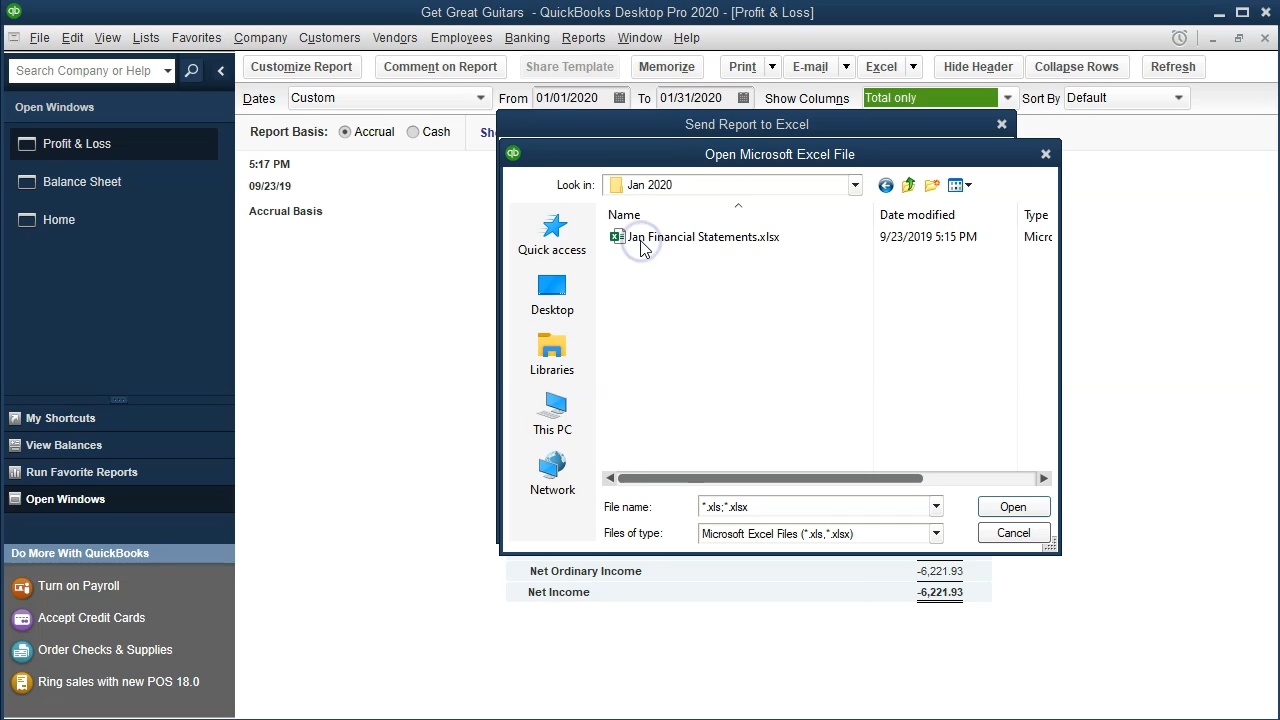 Get Great Guitars - QuickBooks Desktop Pro 2020 - [Profit & Loss]
File Edit View Lists Favorites Company Customers Vendors Employees Banking Reports Window Help
Search Company or Help
Customize Report Comment on Report Share Template Memorize Print E-mail Excel Hide Header Collapse Rows Refresh
Open Windows
Dates Custom From 01/01/2020 To 01/31/2020 Show Columns Total only Sort By Default
Report Basis: Accrual Cash
Send Report to Excel
Profit & Loss
Balance Sheet
Home
5:17 PM
09/23/19
Accrual Basis
Open Microsoft Excel File
Look in: Jan 2020
Name Date modified Type
Jan Financial Statements.xlsx 9/23/2019 5:15 PM
Quick access
Desktop
Libraries
This PC
Network
File name: *.xls;*.xlsx Open
Files of type: Microsoft Excel Files (*.xls,*.xlsx) Cancel
My Shortcuts
View Balances
Run Favorite Reports
Open Windows
Do More With QuickBooks
Turn on Payroll
Accept Credit Cards
Order Checks & Supplies
Ring sales with new POS 18.0
Net Ordinary Income -6,221.93
Net Income -6,221.93